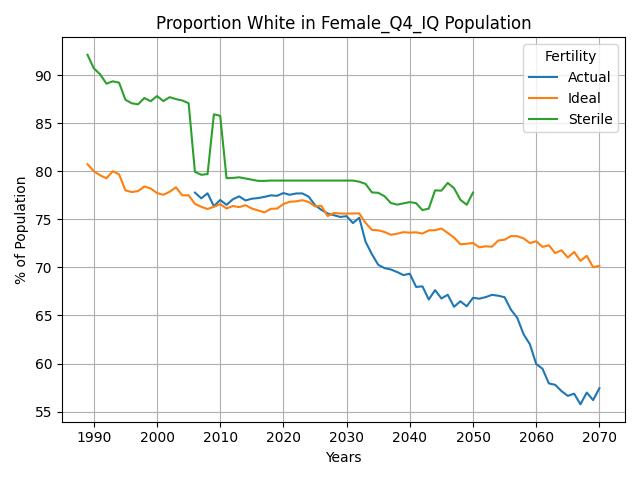 Proportion White in Female_Q4_IQ Population
Fertility
Actual
Ideal
Sterile
% of Population
90
85
80
75
70
65
60
55
1990
2000
2010
2020
2030
2040
2050
2060
2070
Years